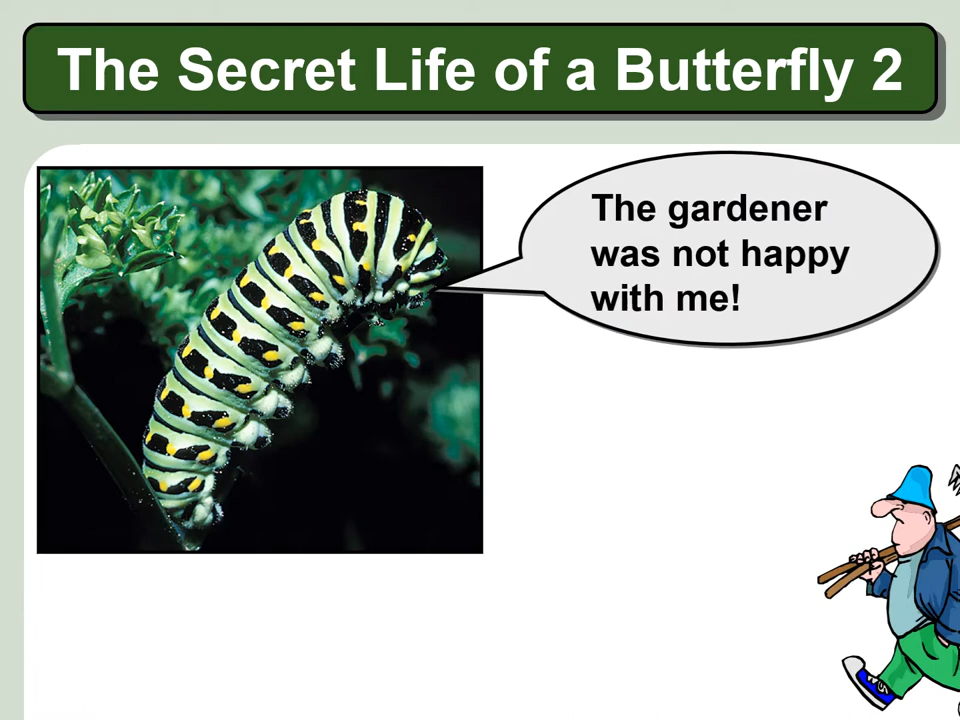 The Secret Life of a Butterfly 2
The gardener
was not happy
with me!